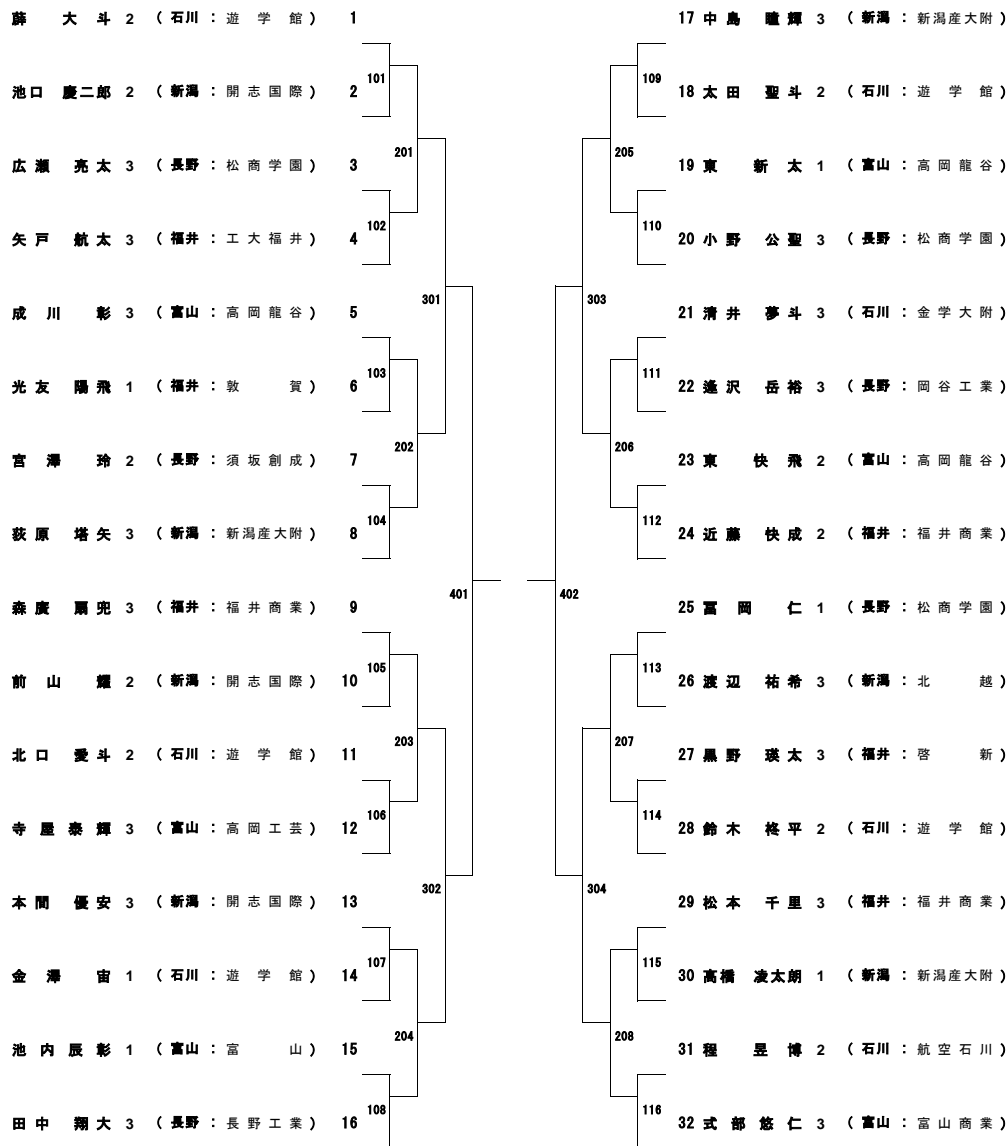 薛 大 斗 2 ( 石川 : 遊 学 館 ) 1
101
池口 慶二郎 2 ( 新潟 : 開 志 国 際 ) 2
201
広 瀬 亮 太 3 ( 長野 : 松 商 学 園 ) 3
102
矢 戸 航 太 3 ( 福井 : 工 大 福 井 ) 4
301
成 川 彰 3 ( 富山 : 高 岡 龍 谷 ) 5
103
光 友 陽 飛 1 ( 福井 : 敦 賀 ) 6
202
宮 澤 玲 2 ( 長野 : 須 坂 創 成 ) 7
104
荻 原 塔 矢 3 ( 新潟 : 新潟産大附 ) 8
401
森 廣 扇 兜 3 ( 福井 : 福 井 商 業 ) 9
105
前 山 耀 2 ( 新潟 : 開 志 国 際 ) 10
203
北 口 愛 斗 2 ( 石川 : 遊 学 館 ) 11
106
寺 屋 泰 輝 3 ( 富山 : 高 岡 工 芸 ) 12
302
本 間 優 安 3 ( 新潟 : 開 志 国 際 ) 13
107
金 澤 宙 1 ( 石川 : 遊 学 館 ) 14
204
池 内 辰 彰 1 ( 富山 : 富 山 ) 15
108
田 中 翔 大 3 ( 長野 : 長 野 工 業 ) 16
17 中 島 瞳 輝 3 ( 新潟 : 新潟産大附 )
109
18 太 田 聖 斗 2 ( 石川 : 遊 学 館 )
205
19 東 新 太 1 ( 富山 : 高 岡 龍 谷 )
110
20 小 野 公 聖 3 ( 長野 : 松 商 学 園 )
303
21 清 井 夢 斗 3 ( 石川 : 金 学 大 附 )
111
22 逢 沢 岳 裕 3 ( 長野 : 岡 谷 工 業 )
206
23 東 快 飛 2 ( 富山 : 高 岡 龍 谷 )
112
24 近 藤 快 成 2 ( 福井 : 福 井 商 業 )
402
25 冨 岡 仁 1 ( 長野 : 松 商 学 園 )
113
26 渡 辺 祐 希 3 ( 新潟 : 北 越 )
207
27 黒 野 瑛 太 3 ( 福井 : 啓 新 )
114
28 鈴 木 柊 平 2 ( 石川 : 遊 学 館 )
304
29 松 本 千 里 3 ( 福井 : 福 井 商 業 )
115
30 高橋 凌太朗 1 ( 新潟 : 新潟産大附 )
208
31 程 昱 博 2 ( 石川 : 航 空 石 川 )
116
32 式 部 悠 仁 3 ( 富山 : 富 山 商 業 )